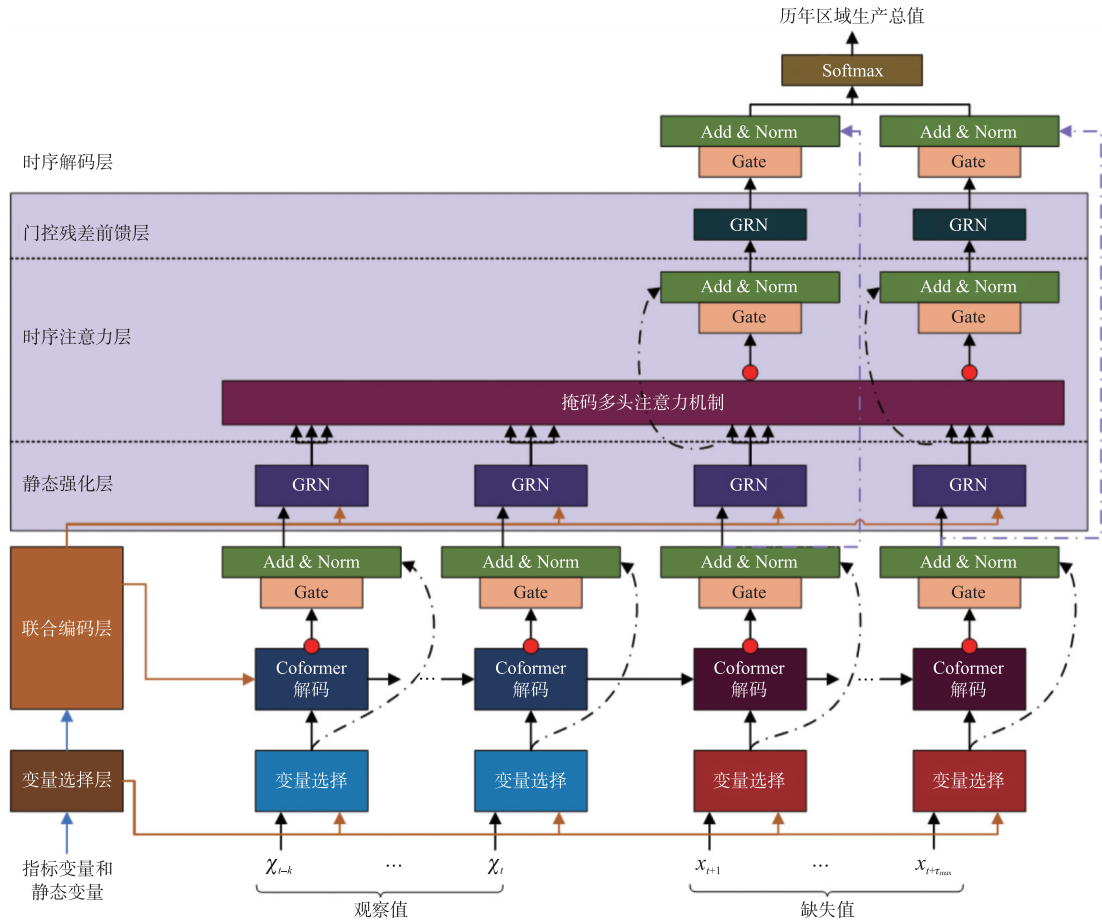 历年区域生产总值
Softmax
Add & Norm
Add & Norm
时序解码层
Gate
Gate
门控残差前馈层
GRN
GRN
Add & Norm
Add & Norm
时序注意力层
Gate
Gate
掩码多头注意力机制
静态强化层
GRN
GRN
GRN
GRN
Add & Norm
Add & Norm
Add & Norm
Add & Norm
Gate
Gate
Gate
Gate
联合编码层
Coformer
解码
...
Coformer
解码
Coformer
解码
...
Coformer
解码
变量选择层
变量选择
变量选择
变量选择
变量选择
指标变量和
静态变量
χt−k
...
χt
xt+1
...
xt+τmax
观察值
缺失值